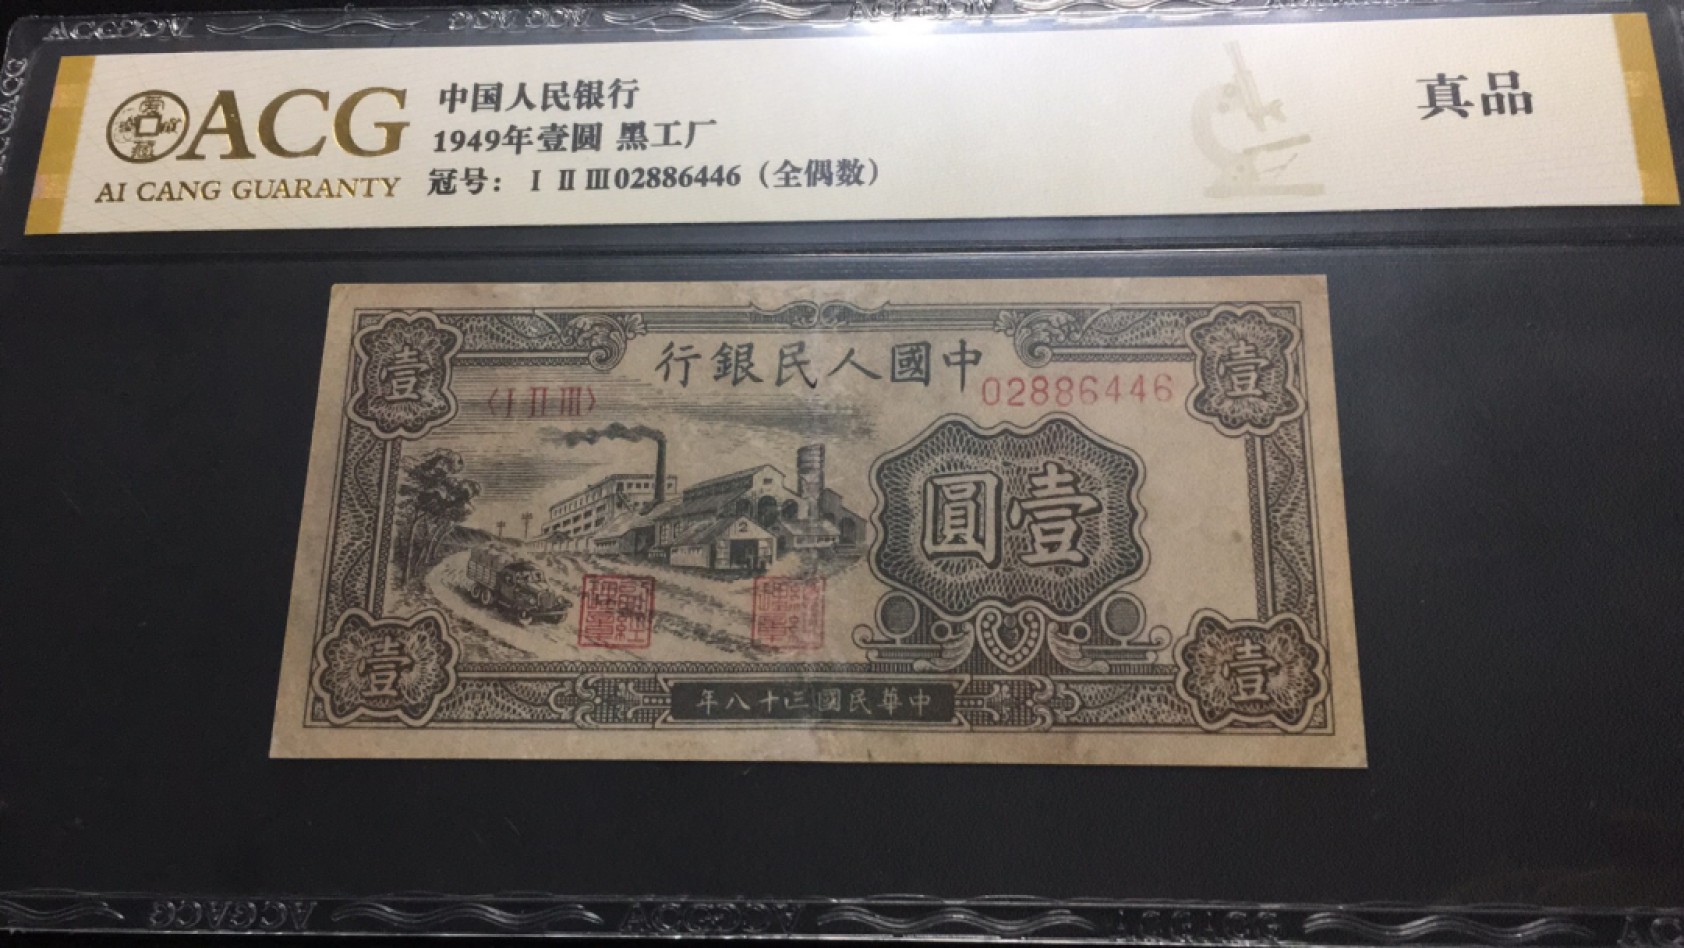 ACG
AI CANG GUARANTY
中国人民银行
1949年壹圆 黑工厂
冠号：ⅠⅡⅢ02886446（全偶数）
真品
行銀民人國中
〈I II III〉
02886446
壹
壹
圓壹
2
壹
壹
年八十三國民華中